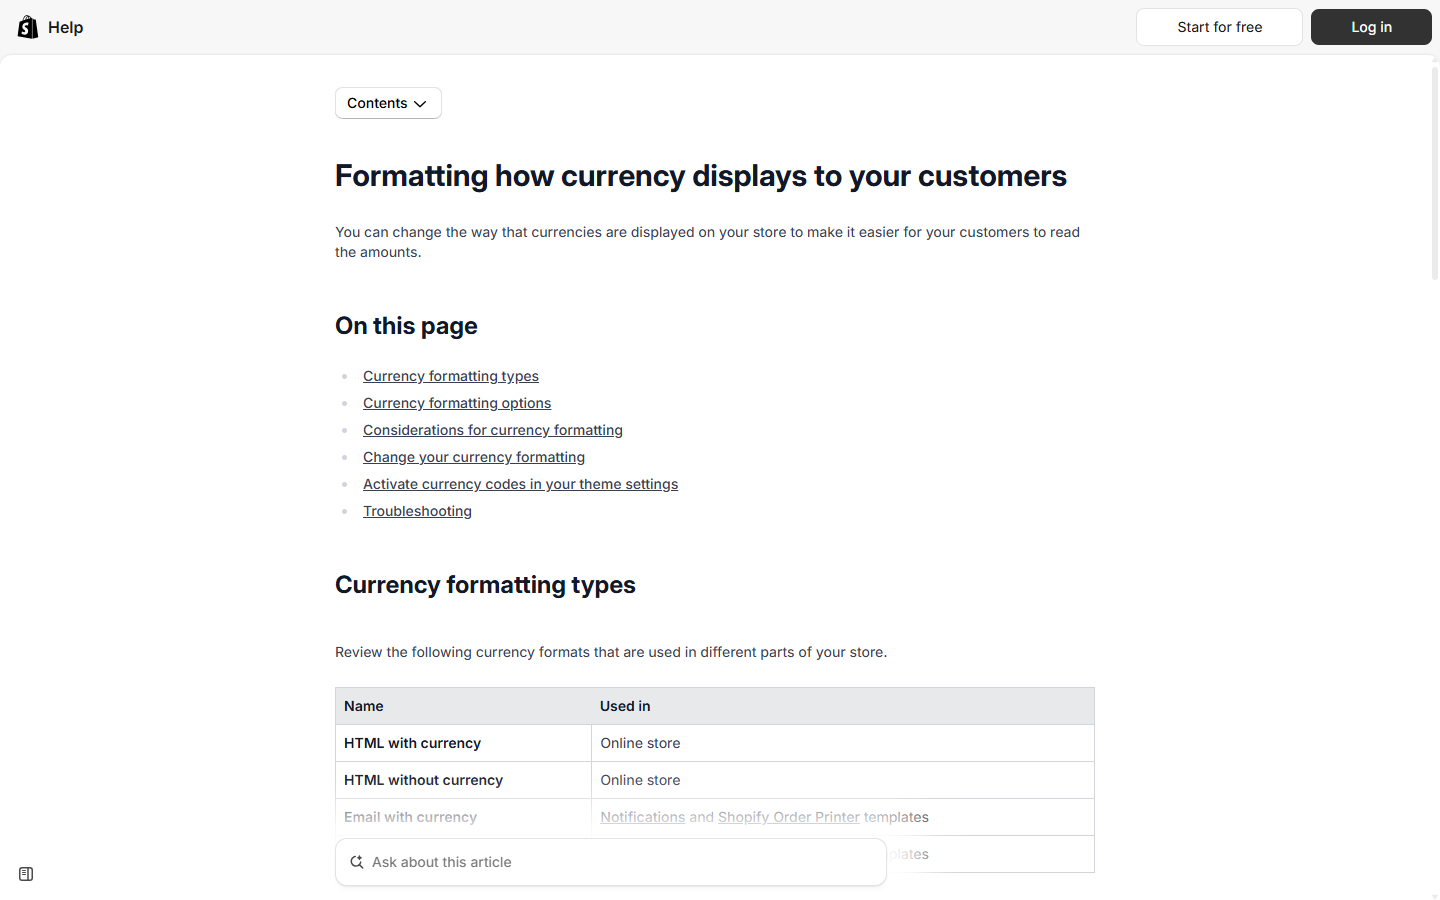 Help
Start for free
Log in
Contents
Formatting how currency displays to your customers
You can change the way that currencies are displayed on your store to make it easier for your customers to read
the amounts.
On this page
Currency formatting types
Currency formatting options
Considerations for currency formatting
Change your currency formatting
Activate currency codes in your theme settings
Troubleshooting
Currency formatting types
Review the following currency formats that are used in different parts of your store.
Name Used in
HTML with currency Online store
HTML without currency Online store
Email with currency Notifications and Shopify Order Printer templates
Ask about this article